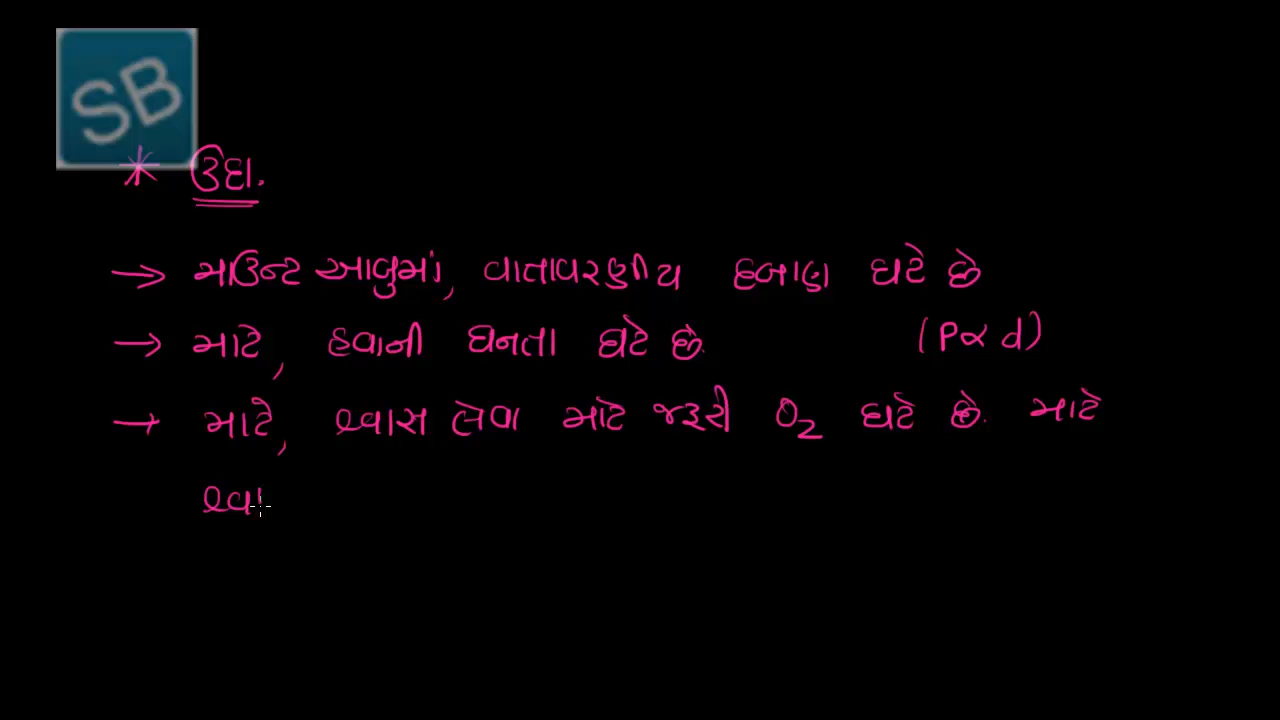 SB
* ઉદા.
→ માઉન્ટ આબુમાં, વાતાવરણીય દબાણ ઘટે છે
→ માટે, હવાની ઘનતા ઘટે છે. (P∝ d)
→ માટે, શ્વાસ લેવા માટે જરૂરી O₂ ઘટે છે. માટે
શ્વા